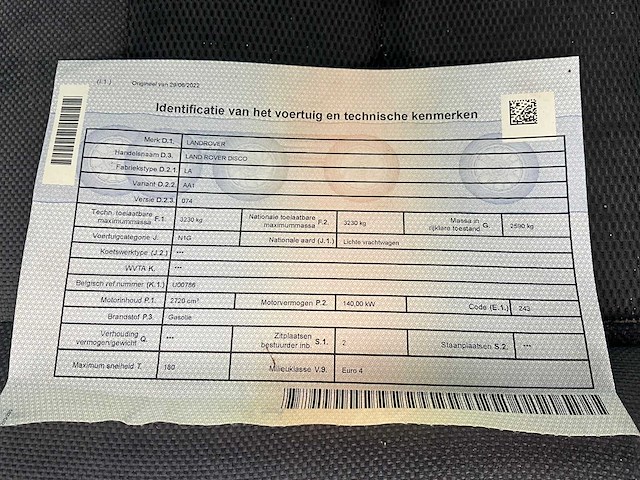 (I.1.) Origineel van 29/06/2022
Identificatie van het voertuig en technische kenmerken
Merk D.1. LANDROVER
Handelsnaam D.3. LAND ROVER DISCO
Fabriekstype D.2.1. LA
Variant D.2.2. AA1
Versie D.2.3. 074
Techn. toelaatbare maximummassa F.1. 3230 kg Nationale toelaatbare maximummassa F.2. 3230 kg Massa in rijklare toestand G. 2590 kg
Voertuigcategorie J. N1G Nationale aard (J.1.) Lichte vrachtwagen
Koetswerktype (J.2.) ---
WVTA K. ---
Belgisch ref.nummer (K.1.) U00786
Motorinhoud P.1. 2720 cm³ Motorvermogen P.2. 140,00 kW Code (E.1.) 243
Brandstof P.3. Gasolie
Verhouding vermogen/gewicht Q. --- Zitplaatsen bestuurder inb. S.1. 2 Staanplaatsen S.2. ---
Maximum snelheid T. 180 Milieuklasse V.9. Euro 4